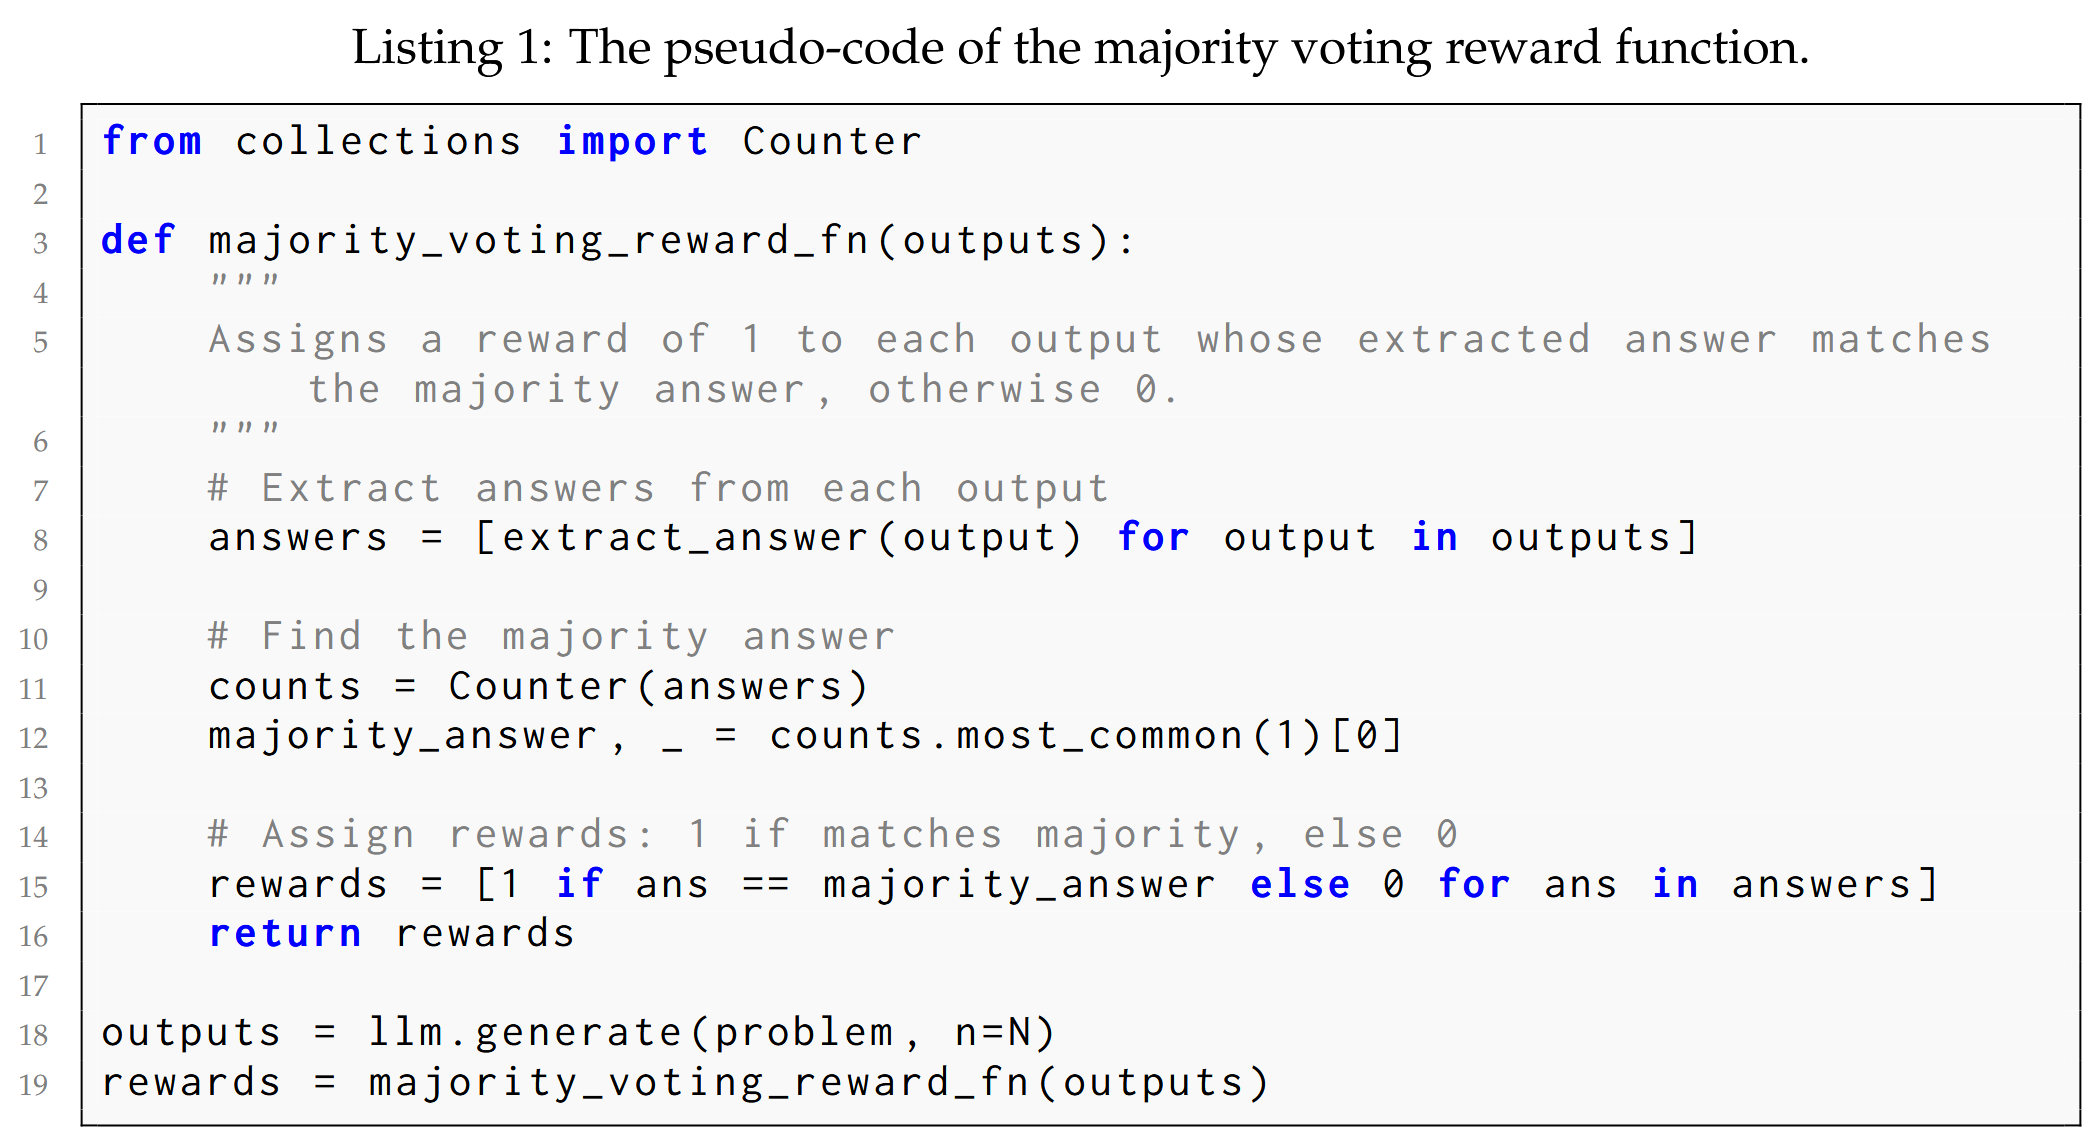 Listing 1: The pseudo-code of the majority voting reward function.
1 from collections import Counter
2
3 def majority_voting_reward_fn(outputs):
4     """
5     Assigns a reward of 1 to each output whose extracted answer matches
        the majority answer, otherwise 0.
6     """
7     # Extract answers from each output
8     answers = [extract_answer(output) for output in outputs]
9
10     # Find the majority answer
11     counts = Counter(answers)
12     majority_answer, _ = counts.most_common(1)[0]
13
14     # Assign rewards: 1 if matches majority, else 0
15     rewards = [1 if ans == majority_answer else 0 for ans in answers]
16     return rewards
17
18 outputs = llm.generate(problem, n=N)
19 rewards = majority_voting_reward_fn(outputs)